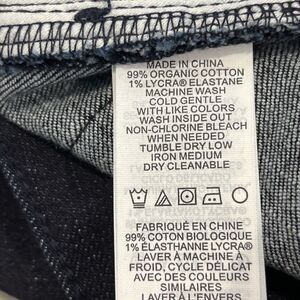 MADE IN CHINA
99% ORGANIC COTTON
1% LYCRA® ELASTANE
MACHINE WASH
COLD GENTLE
WITH LIKE COLORS
WASH INSIDE OUT
NON-CHLORINE BLEACH
WHEN NEEDED
TUMBLE DRY LOW
IRON MEDIUM
DRY CLEANABLE
FABRIQUÉ EN CHINE
99% COTON BIOLOGIQUE
1% ÉLASTHANNE LYCRA®
LAVER À MACHINE À
FROID, CYCLE DÉLICAT
AVEC DES COULEURS
SIMILAIRES
LAVER À L'ENVERS